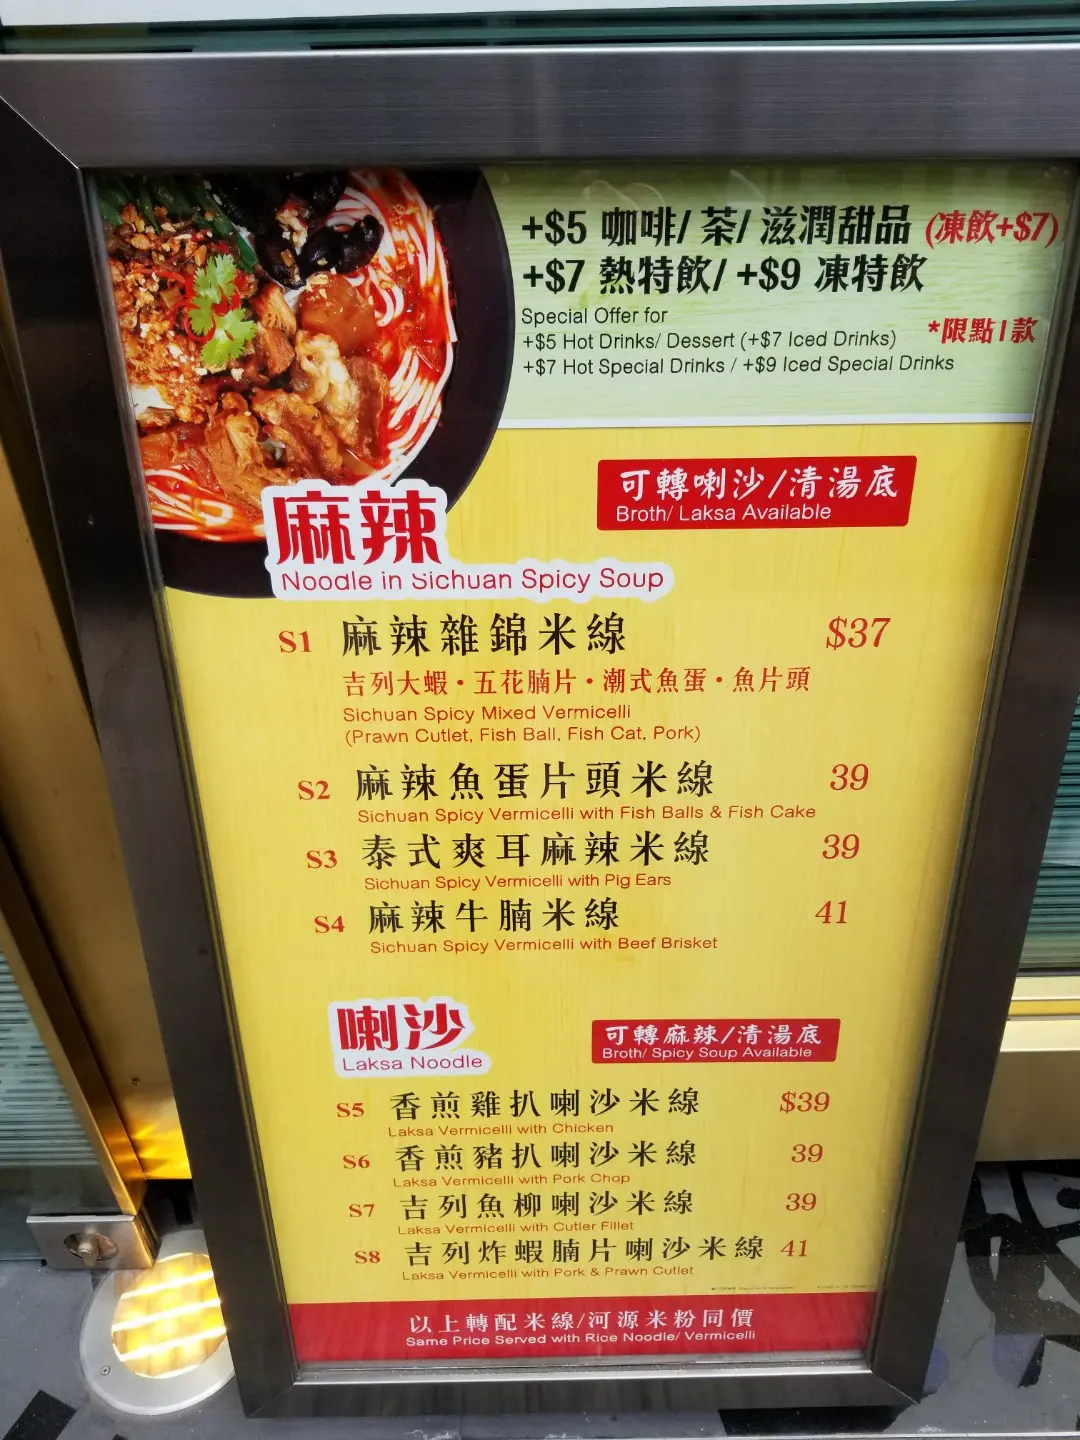 +$5 咖啡/ 茶/ 滋潤甜品 (凍飲+$7)
+$7 熱特飲/ +$9 凍特飲
Special Offer for
+$5 Hot Drinks/ Dessert (+$7 Iced Drinks)
+$7 Hot Special Drinks / +$9 Iced Special Drinks
*限點1款
可轉喇沙/清湯底
Broth/ Laksa Available
麻辣
Noodle in Sichuan Spicy Soup
S1 麻辣雜錦米線 $37
吉列大蝦・五花腩片・潮式魚蛋・魚片頭
Sichuan Spicy Mixed Vermicelli
(Prawn Cutlet, Fish Ball, Fish Cat, Pork)
S2 麻辣魚蛋片頭米線 39
Sichuan Spicy Vermicelli with Fish Balls & Fish Cake
S3 泰式爽耳麻辣米線 39
Sichuan Spicy Vermicelli with Pig Ears
S4 麻辣牛腩米線 41
Sichuan Spicy Vermicelli with Beef Brisket
喇沙
Laksa Noodle
可轉麻辣/清湯底
Broth/ Spicy Soup Available
S5 香煎雞扒喇沙米線 $39
Laksa Vermicelli with Chicken
S6 香煎豬扒喇沙米線 39
Laksa Vermicelli with Pork Chop
S7 吉列魚柳喇沙米線 39
Laksa Vermicelli with Cutler Fillet
S8 吉列炸蝦腩片喇沙米線 41
Laksa Vermicelli with Pork & Prawn Cutlet
以上轉配米線/河源米粉同價
Same Price Served with Rice Noodle/ Vermicelli